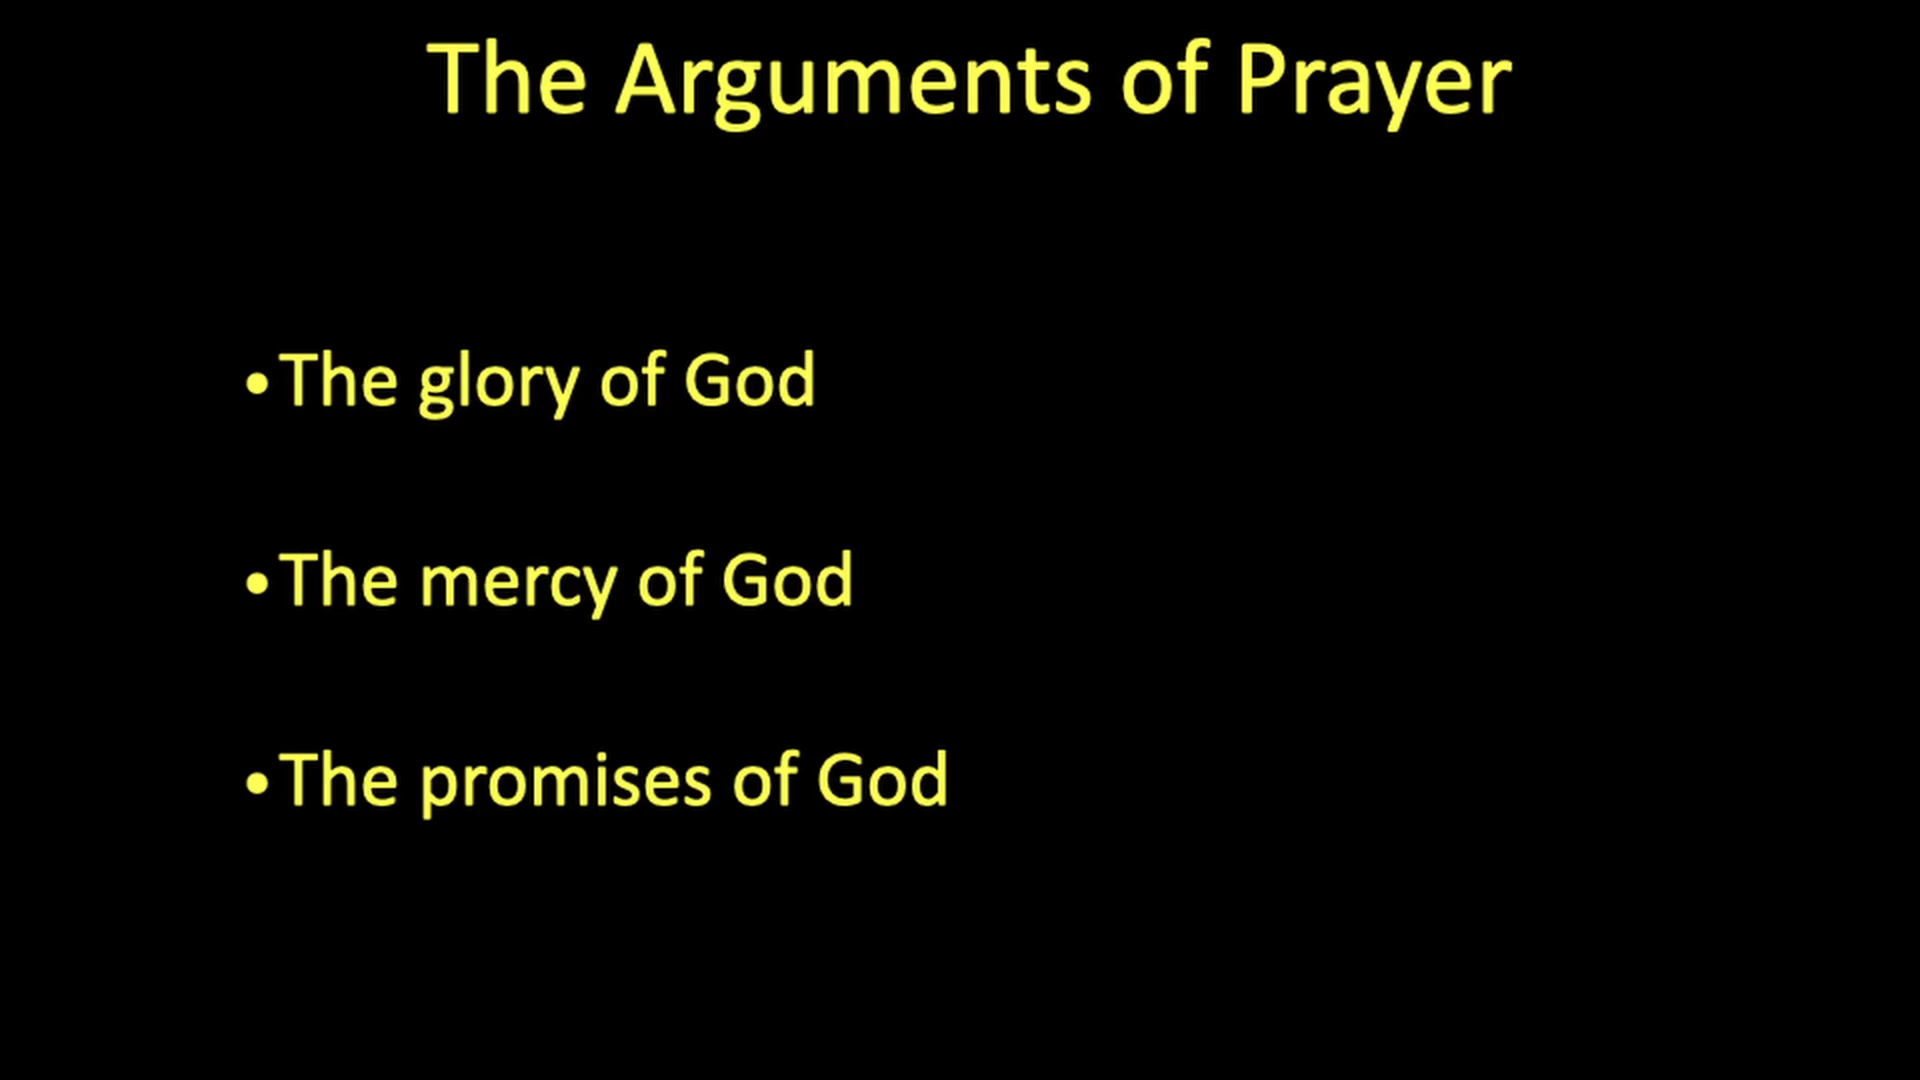 The Arguments of Prayer
•The glory of God
•The mercy of God
•The promises of God